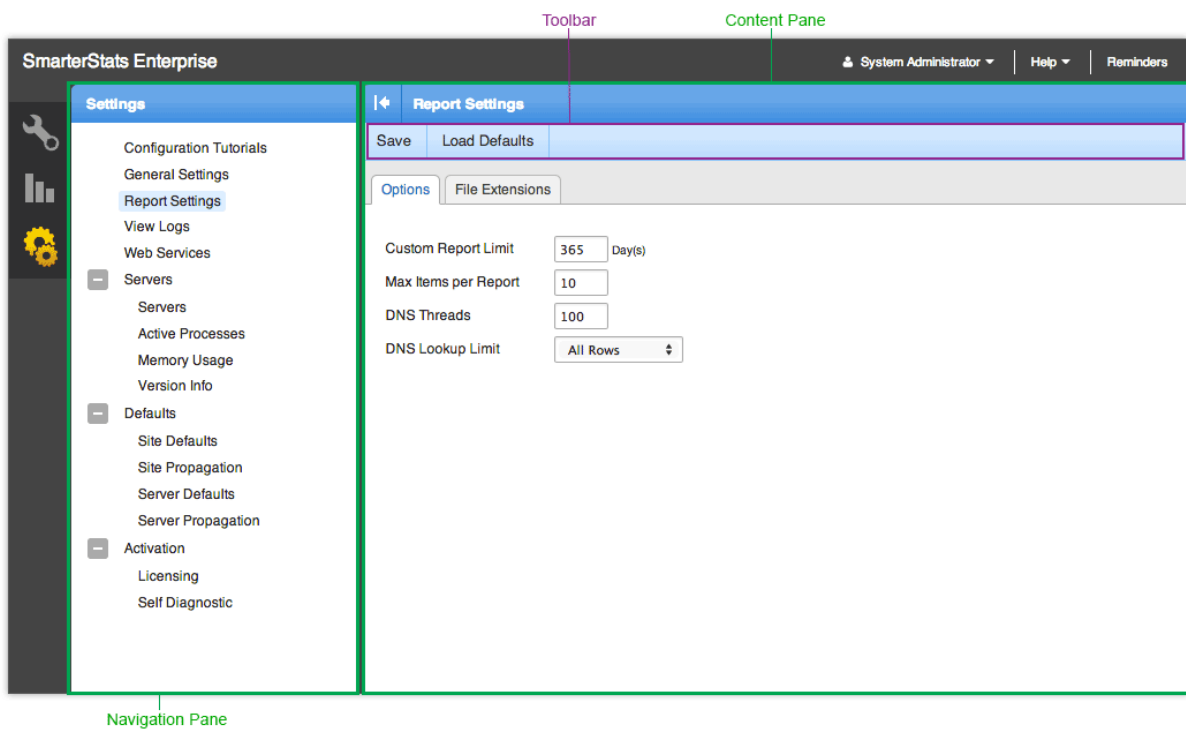 Toolbar
Content Pane
SmarterStats Enterprise
System Administrator
Help
Reminders
Settings
Configuration Tutorials
General Settings
Report Settings
View Logs
Web Services
Servers
Servers
Active Processes
Memory Usage
Version Info
Defaults
Site Defaults
Site Propagation
Server Defaults
Server Propagation
Activation
Licensing
Self Diagnostic
Report Settings
Save
Load Defaults
Options
File Extensions
Custom Report Limit 365 Day(s)
Max Items per Report 10
DNS Threads 100
DNS Lookup Limit All Rows
Navigation Pane